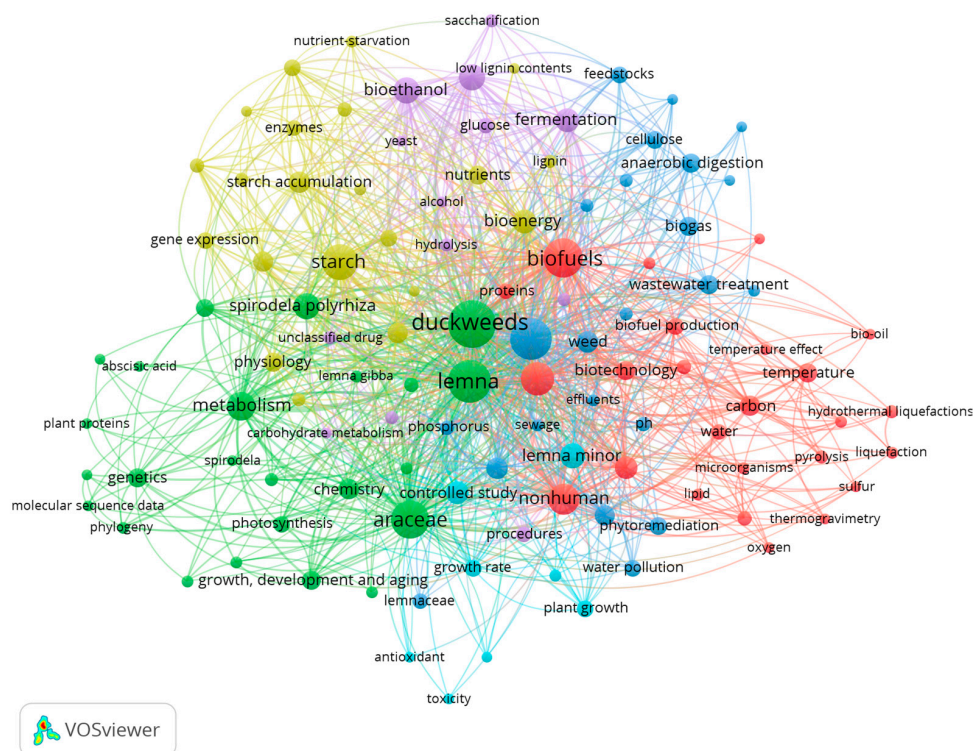 saccharification
nutrient-starvation
low lignin contents
feedstocks
bioethanol
enzymes
glucose
fermentation
yeast
cellulose
lignin
anaerobic digestion
starch accumulation
nutrients
alcohol
bioenergy
biogas
gene expression
hydrolysis
starch
biofuels
proteins
wastewater treatment
spirodela polyrhiza
duckweeds
biofuel production
bio-oil
unclassified drug
weed
temperature effect
abscisic acid
physiology
lemna gibba
lemna
biotechnology
temperature
metabolism
effluents
carbon
hydrothermal liquefactions
plant proteins
carbohydrate metabolism
phosphorus
sewage
ph
water
spirodela
lemna minor
pyrolysis
liquefaction
genetics
chemistry
controlled study
microorganisms
sulfur
molecular sequence data
nonhuman
lipid
phylogeny
photosynthesis
araceae
procedures
phytoremediation
thermogravimetry
oxygen
growth, development and aging
growth rate
water pollution
lemnaceae
plant growth
antioxidant
toxicity
VOSviewer